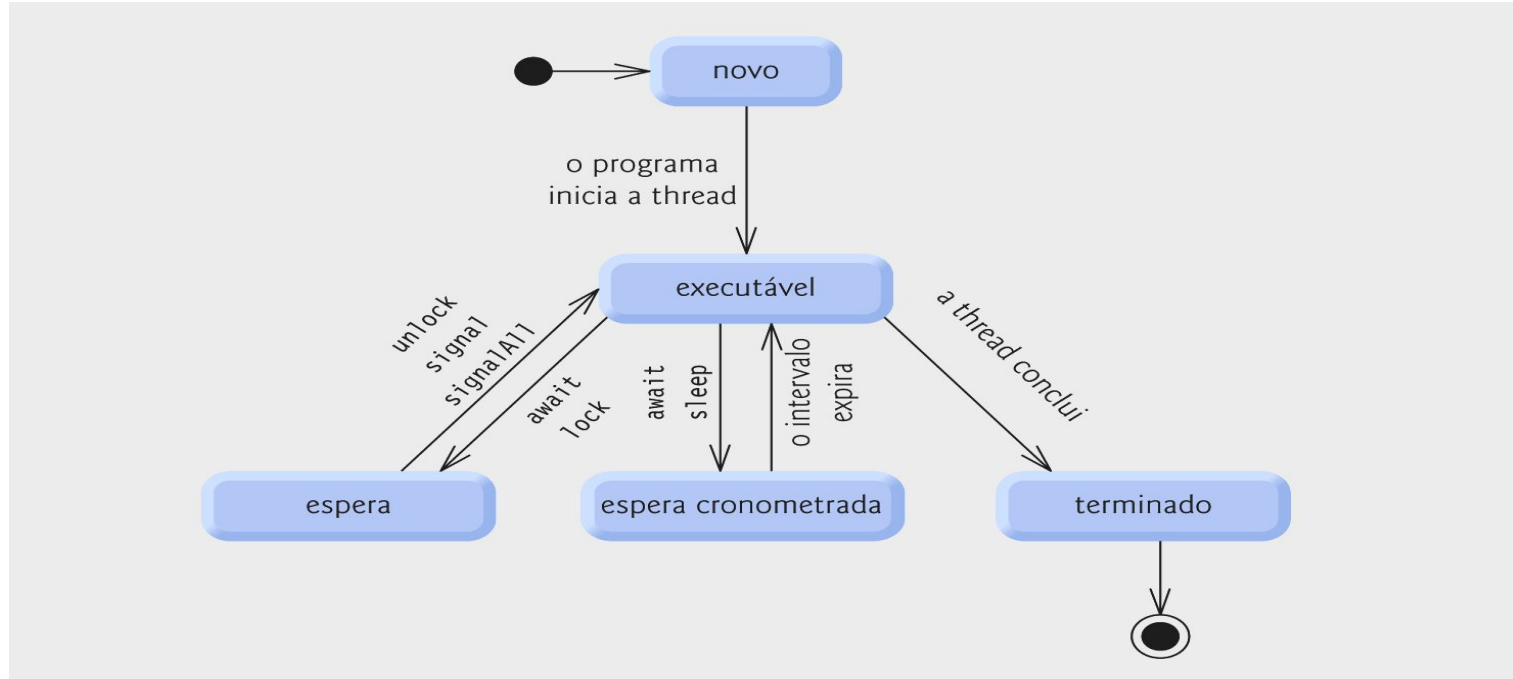 novo
o programa
inicia a thread
executável
unlock
signal
signalAll
await
lock
await
sleep
o intervalo
expira
a thread conclui
espera
espera cronometrada
terminado